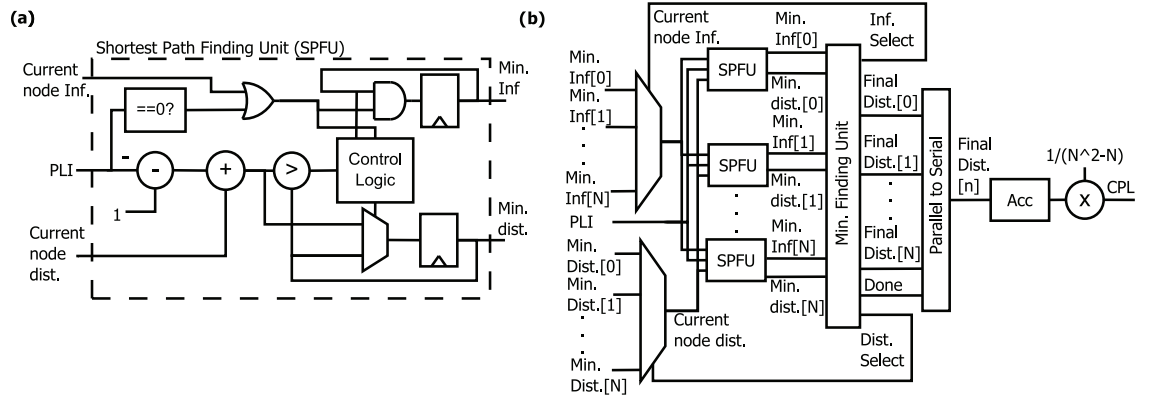 (a)
Shortest Path Finding Unit (SPFU)
Current
node Inf.
Min.
Inf
==0?
PLI
-
-
+
>
Control
Logic
1
Current
node
dist.
Min.
dist.
(b)
Current
node Inf.
Min.
Inf[0]
Inf.
Select
Min.
Inf[0]
Min.
Inf[1]
.
.
.
Min.
Inf[N]
PLI
Min.
Dist.[0]
Min.
Dist.[1]
.
.
.
Min.
Dist.[N]
Current
node dist.
SPFU
Min.
dist.[0]
Min.
Inf[1]
SPFU
Min.
dist.[1]
.
.
.
Min.
Inf[N]
SPFU
Min.
dist.[N]
Min. Finding Unit
Final
Dist.[0]
Final
Dist.[1]
.
.
.
Final
Dist.[N]
Done
Dist.
Select
Parallel to Serial
Final
Dist.
[n]
Acc
1/(N^2-N)
x
CPL